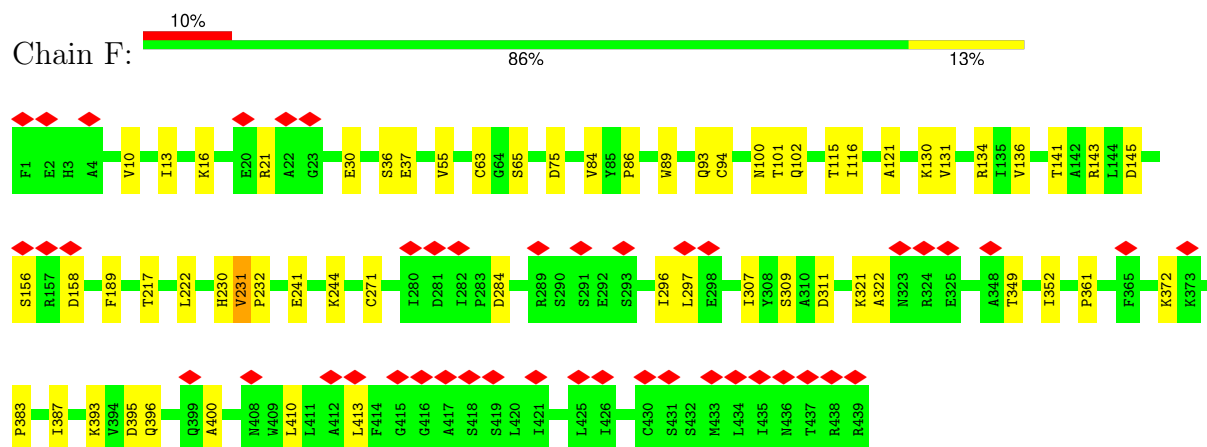 10%
Chain F:
86% 13%
F1 E2 H3 A4 V10 I13 K16 E20 R21 A22 G23 E30 S36 E37 V55 C63 G64 S65 D75 V84 Y85 P86 W89 Q93 C94 N100 T101 Q102 T115 I116 A121 K130 V131 R134 I135 V136 T141 A142 R143 L144 D145
S156 R157 D158 F189 T217 L222 H230 V231 P232 E241 K244 C271 I280 D281 I282 P283 D284 R289 S290 S291 E292 S293 I296 L297 E298 I307 Y308 S309 A310 D311 K321 A322 N323 R324 E325 A348 T349 I352 P361 F365 K372 K373
P383 I387 K393 V394 D395 Q396 Q399 A400 N408 W409 L410 L411 A412 L413 F414 G415 G416 A417 S418 S419 L420 I421 L425 I426 C430 S431 S432 M433 L434 I435 N436 T437 R438 R439